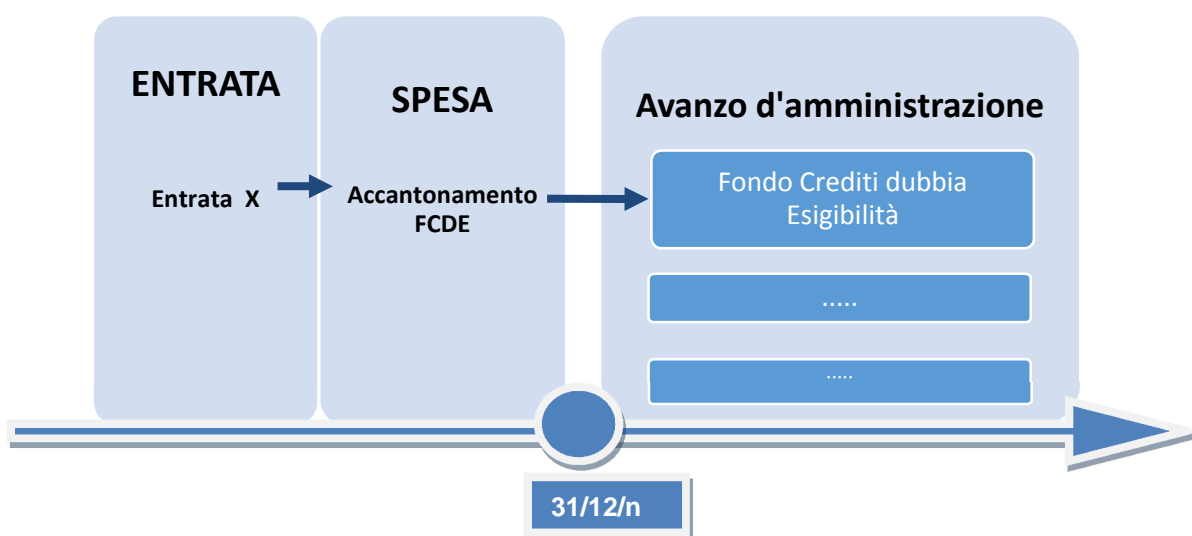 ENTRATA
Entrata X
SPESA
Accantonamento
FCDE
Avanzo d'amministrazione
Fondo Crediti dubbia
Esigibilità
.....
.....
31/12/n